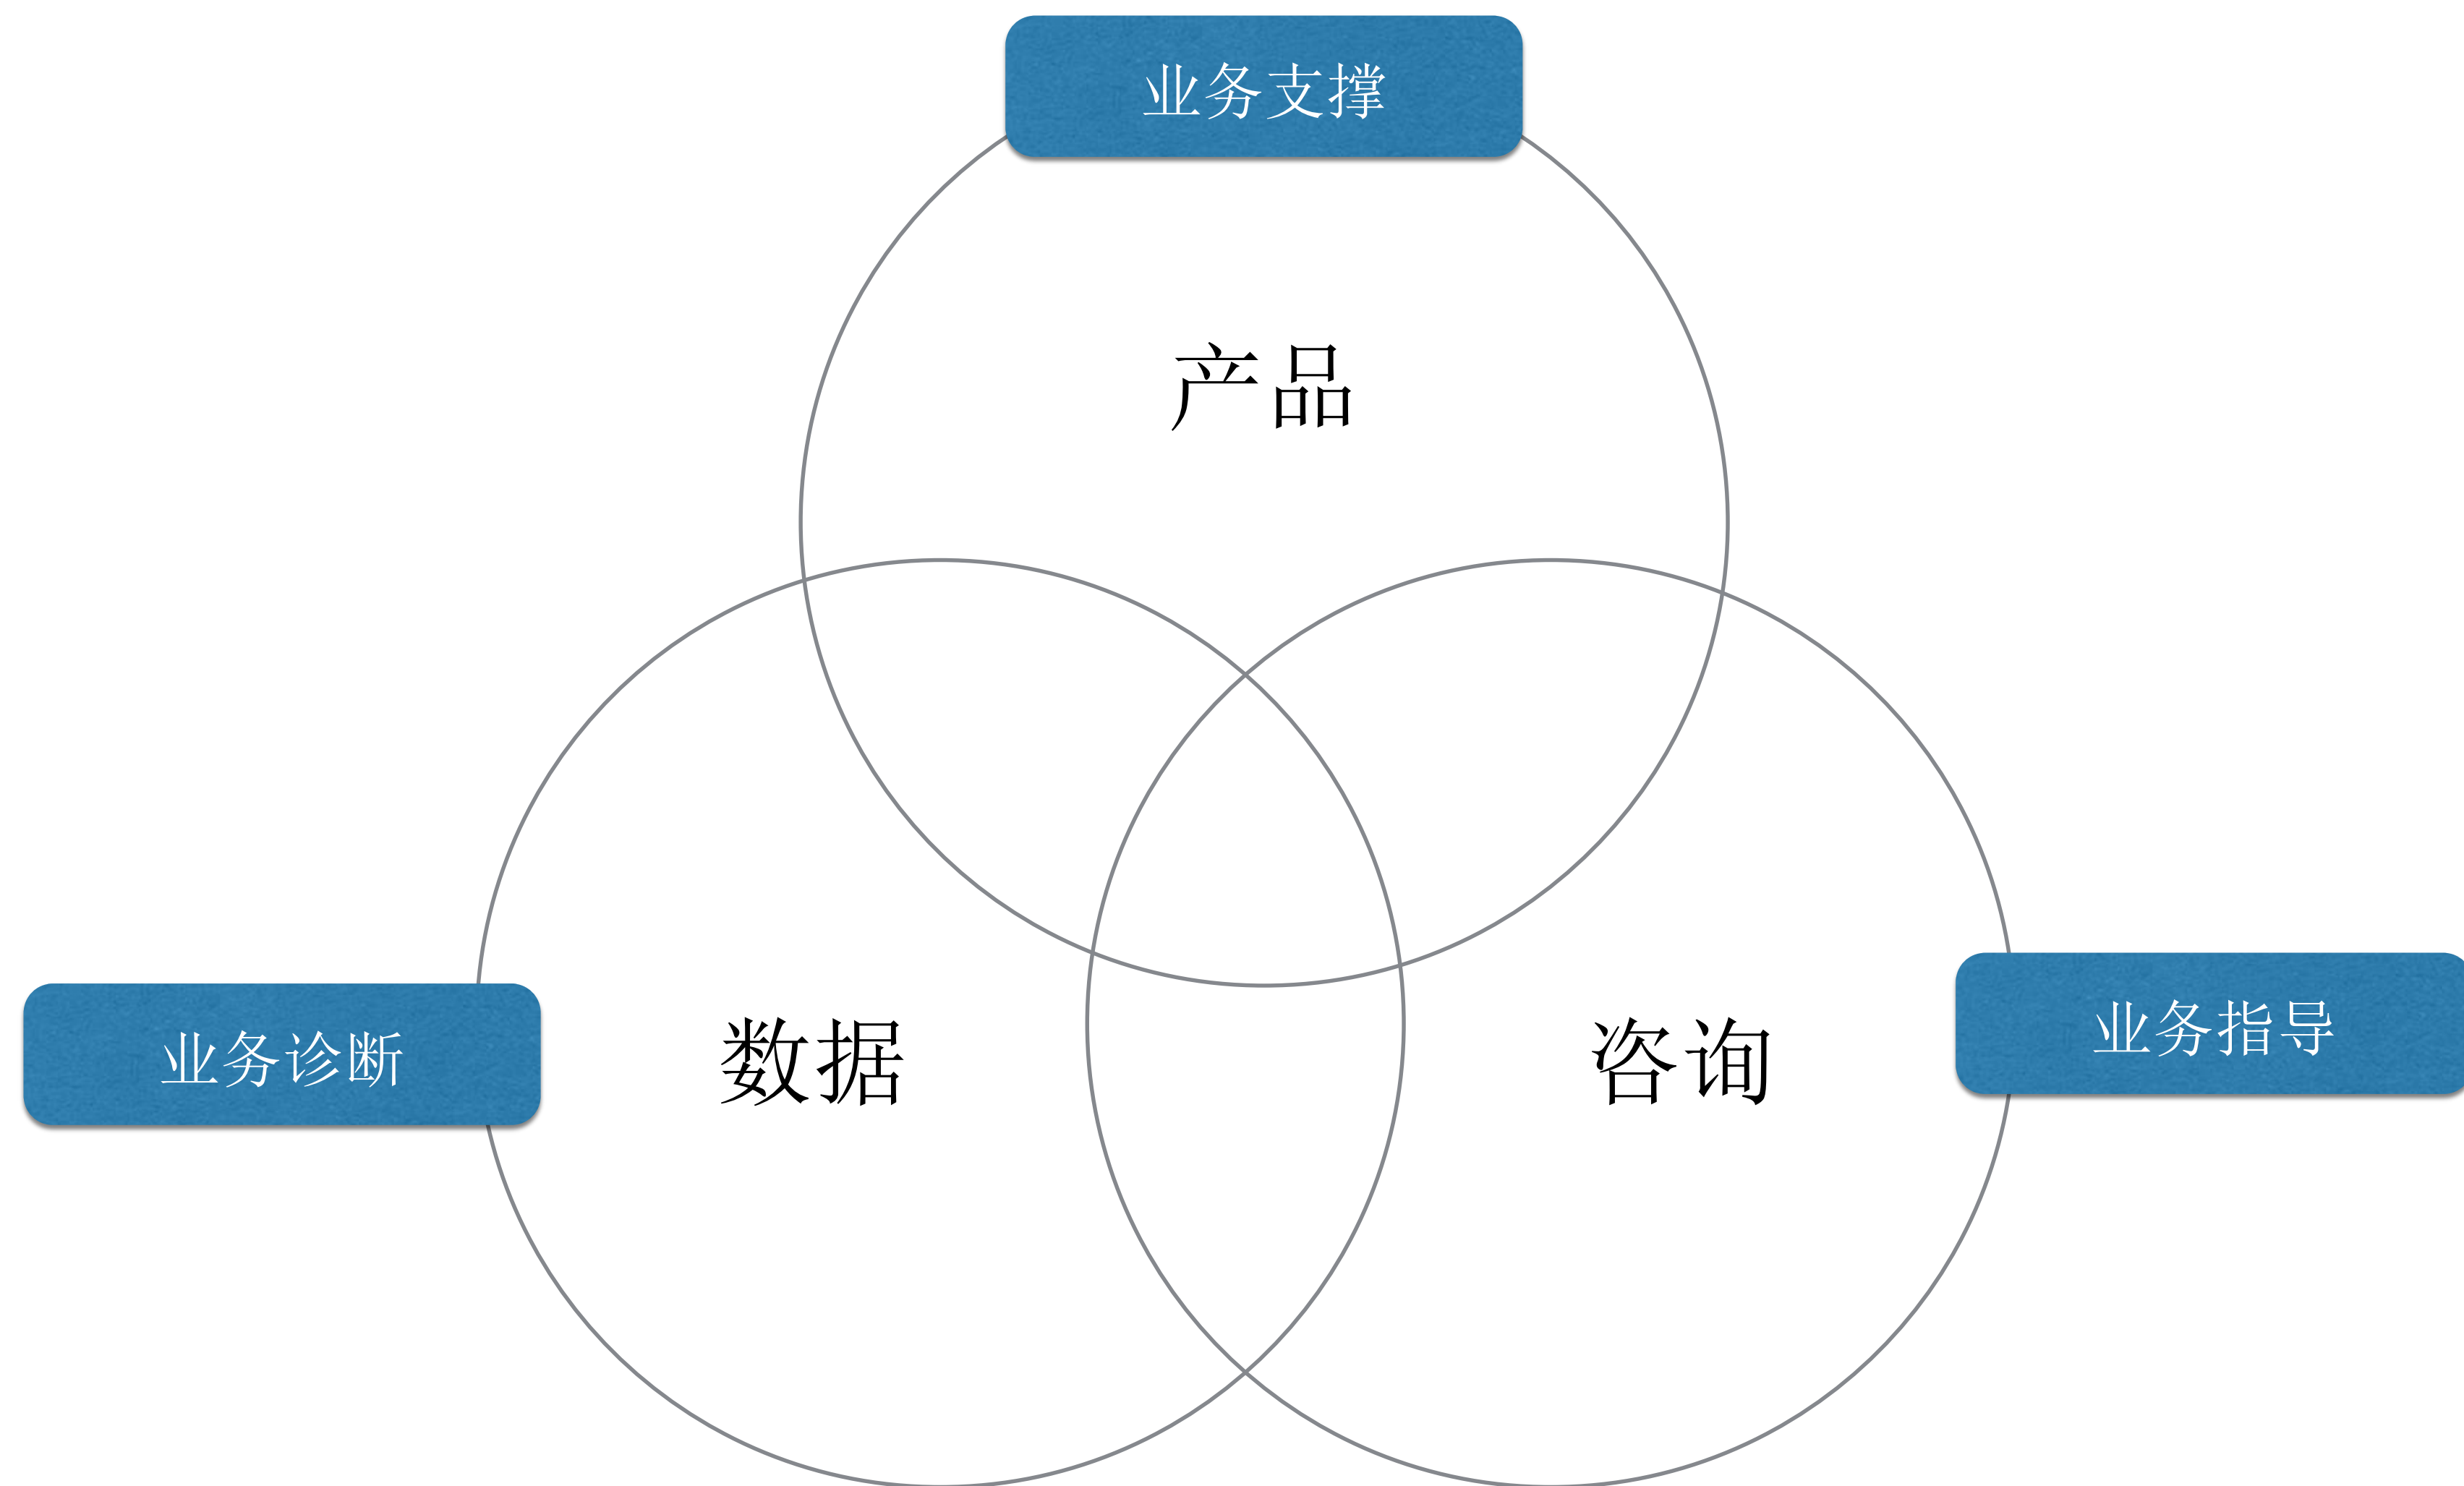 业务支撑
产品
数据
咨询
业务诊断
业务指导